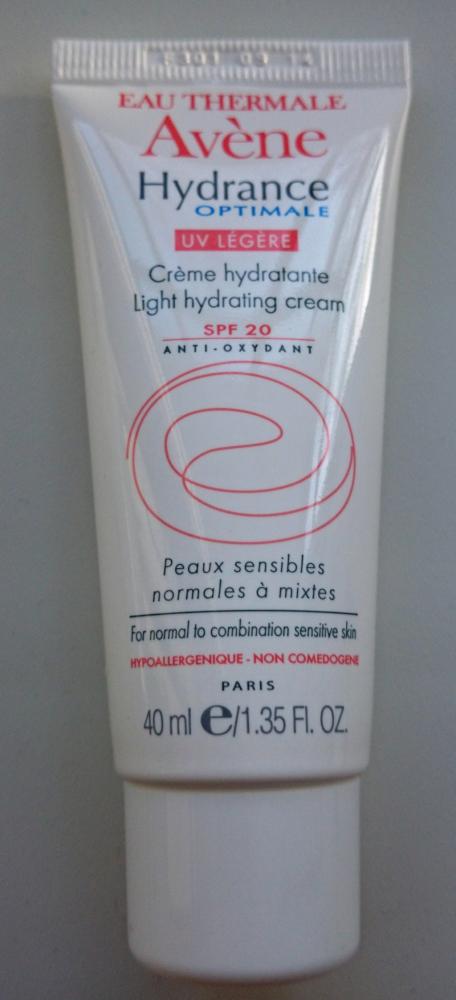 EAU THERMALE
Avène
Hydrance
OPTIMALE
UV LÉGÈRE
Crème hydratante
Light hydrating cream
SPF 20
ANTI-OXYDANT
Peaux sensibles
normales à mixtes
For normal to combination sensitive skin
HYPOALLERGENIQUE - NON COMEDOGENE
PARIS
40 ml e/1.35 Fl. OZ.